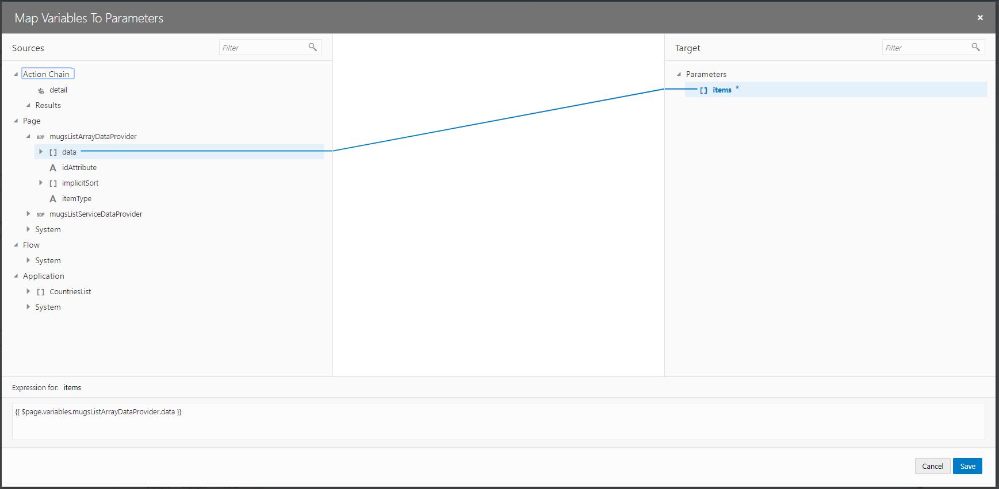 Map Variables To Parameters
×
Sources
Filter
Target
Filter
Action Chain
detail
Results
Page
ADP mugsListArrayDataProvider
[ ] data
A idAttribute
[ ] implicitSort
A itemType
SDP mugsListServiceDataProvider
System
Flow
System
Application
[ ] CountriesList
System
Parameters
[ ] items *
Expression for: items
{{ $page.variables.mugsListArrayDataProvider.data }}
Cancel
Save